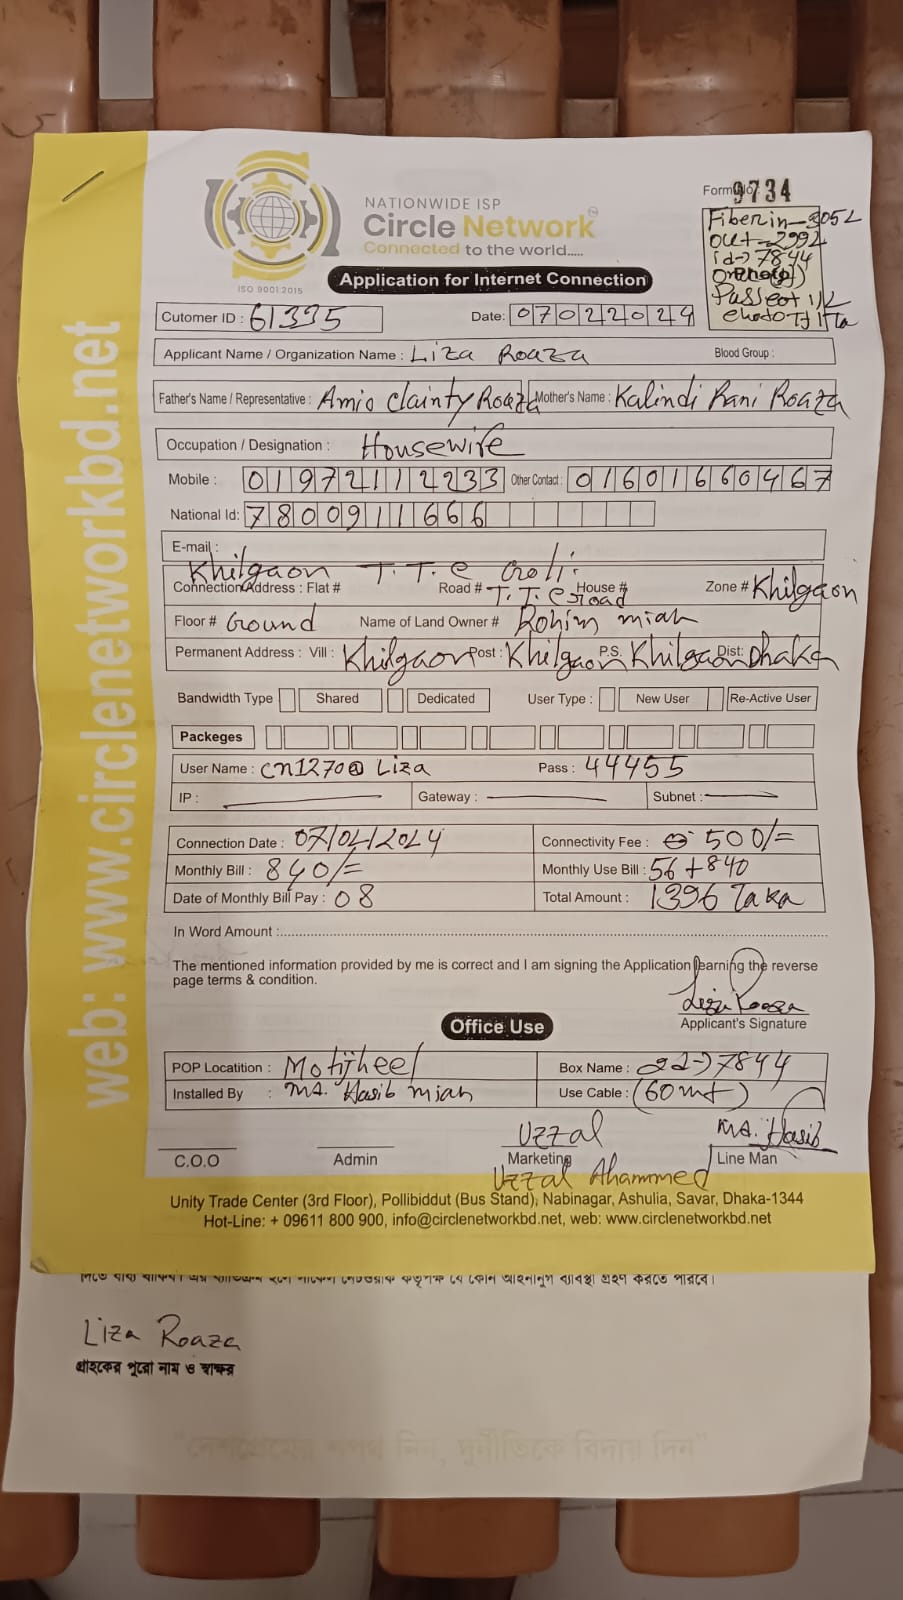 NATIONWIDE ISP
Circle Network
Connected to the world.....
ISO 9001:2015
Form No: 9734
Fiber in - 305L
out - 299L
id-> 7844
Application for Internet Connection
Cutomer ID : 61335
Date: 07022024
Applicant Name / Organization Name : Liza Roaza
Blood Group :
Father's Name / Representative : Amio Clainty Roaza
Mother's Name : Kalindi Rani Roaza
Occupation / Designation : Housewife
Mobile : 01972112233 Other Contact : 01601660467
National Id: 7800911666
E-mail :
Khilgaon T.T.C Goli.
Connection Address : Flat # Road # T.T.C Road House # Zone # Khilgaon
Floor # Ground Name of Land Owner # Rohim miah
Permanent Address : Vill : Khilgaon Post : Khilgaon P.S. Khilgaon Dist: Dhaka
Bandwidth Type Shared Dedicated User Type : New User Re-Active User
Packeges
User Name : cn1270@Liza Pass : 44455
IP : Gateway : Subnet :
Connection Date : 07/02/2024 Connectivity Fee : 500/=
Monthly Bill : 840/= Monthly Use Bill : 56+840
Date of Monthly Bill Pay : 08 Total Amount : 1396 Taka
In Word Amount :
The mentioned information provided by me is correct and I am signing the Application learning the reverse
page terms & condition.
Liza Roaza
Applicant's Signature
Office Use
POP Locatition : Motijheel Box Name : 7844
Installed By : Md. Hasib Miah Use Cable : (60mt)
Uzzal Md. Hasib
C.O.O Admin Marketing Line Man
Uzzal Ahammed
Unity Trade Center (3rd Floor), Pollibiddut (Bus Stand), Nabinagar, Ashulia, Savar, Dhaka-1344
Hot-Line: + 09611 800 900, info@circlenetworkbd.net, web: www.circlenetworkbd.net
web: www.circlenetworkbd.net
Liza Roaza
গ্রাহকের পুরো নাম ও স্বাক্ষর
"দেশপ্রেমের শপথ নিন, দুর্নীতিকে বিদায় দিন"